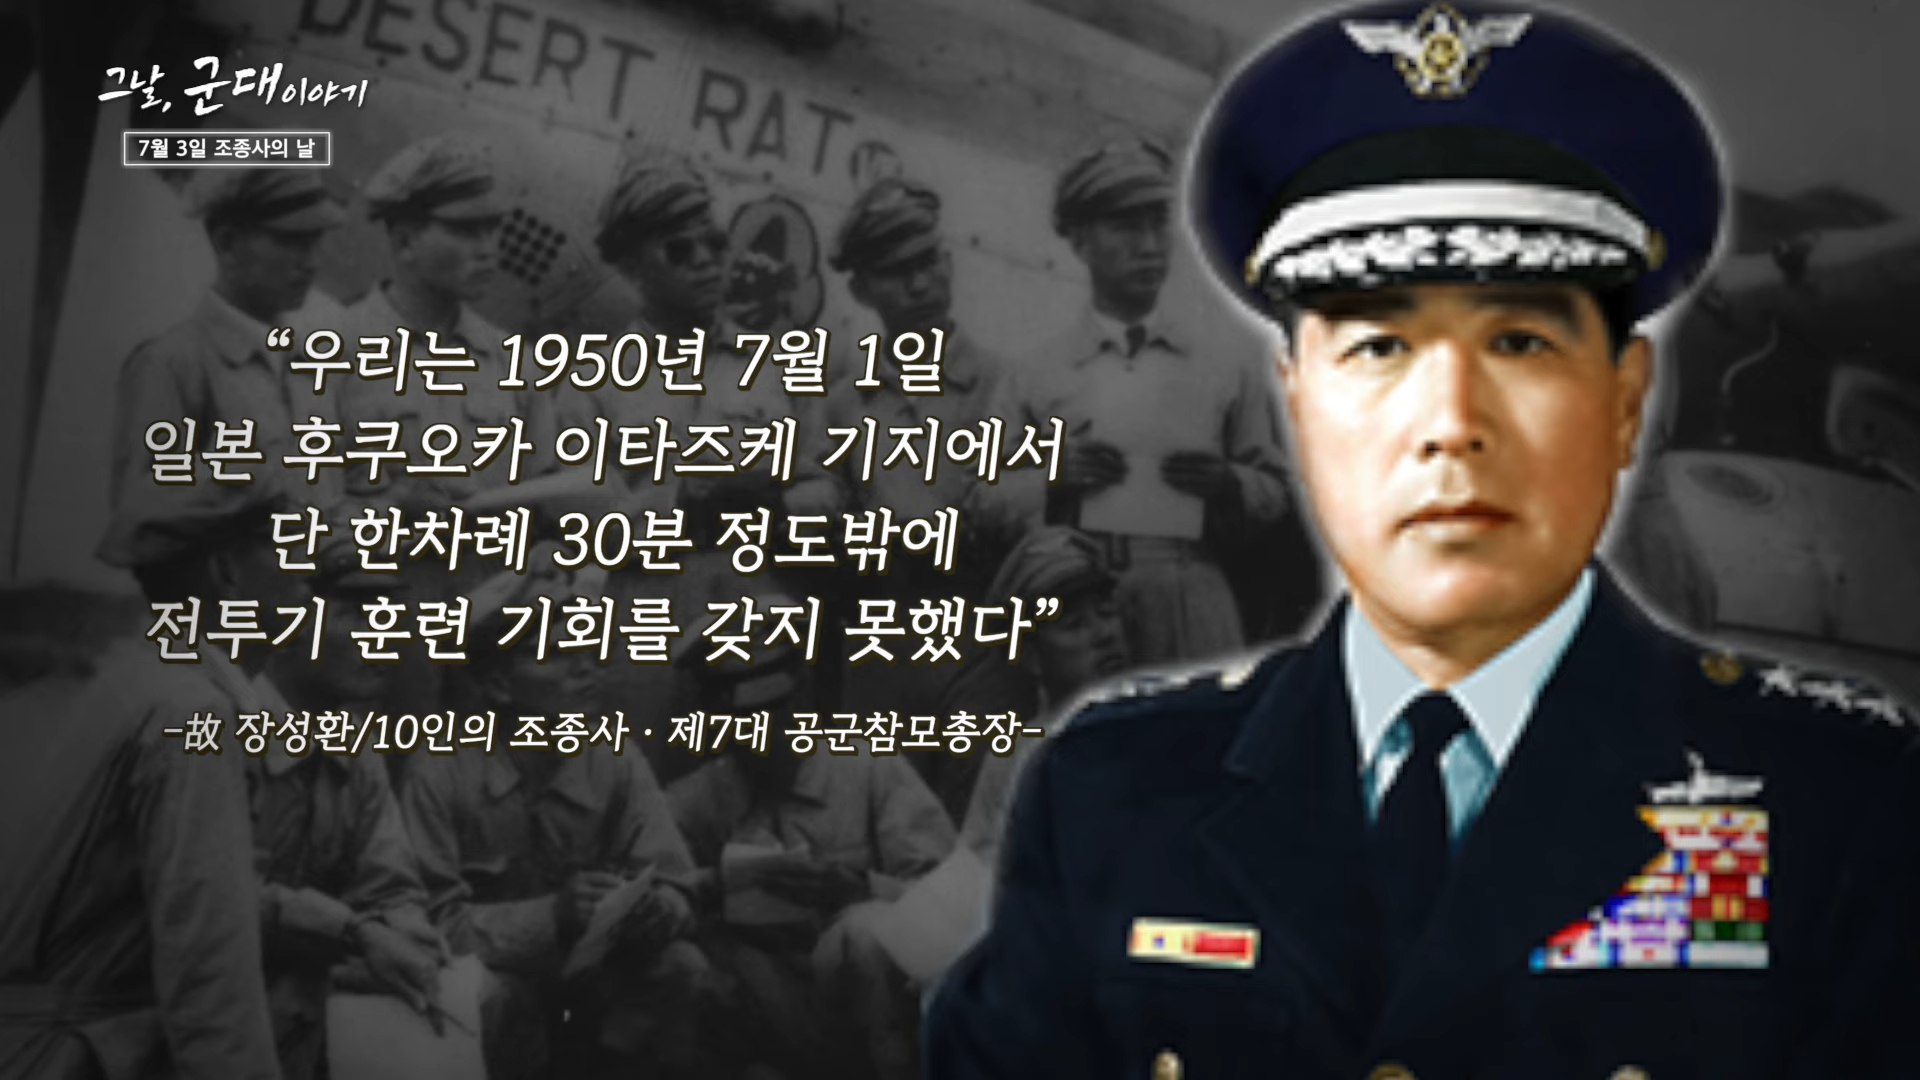 DESERT RAT
그날, 군대이야기
7월 3일 조종사의 날
“우리는 1950년 7월 1일
일본 후쿠오카 이타즈케 기지에서
단 한차례 30분 정도밖에
전투기 훈련 기회를 갖지 못했다”
-故 장성환/10인의 조종사 · 제7대 공군참모총장-